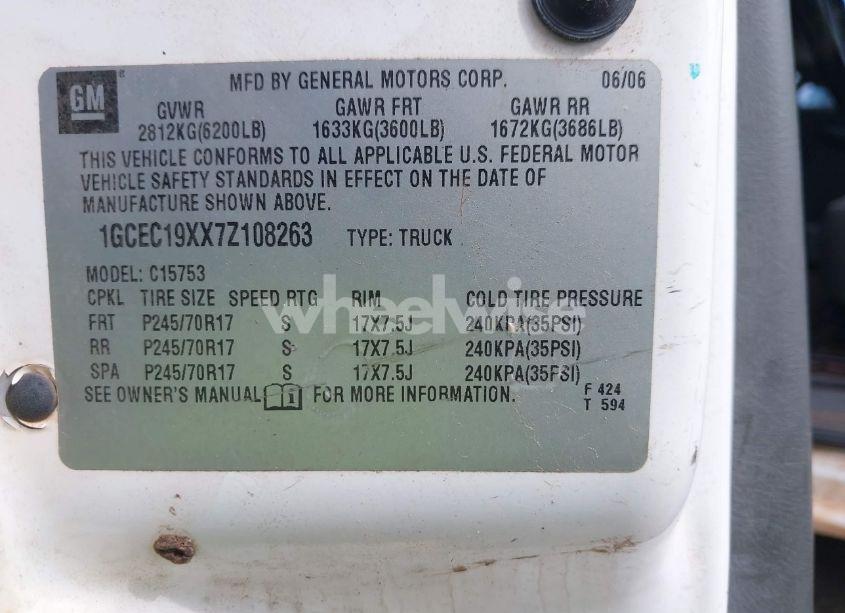 GM
MFD BY GENERAL MOTORS CORP. 06/06
GVWR GAWR FRT GAWR RR
2812KG(6200LB) 1633KG(3600LB) 1672KG(3686LB)
THIS VEHICLE CONFORMS TO ALL APPLICABLE U.S. FEDERAL MOTOR
VEHICLE SAFETY STANDARDS IN EFFECT ON THE DATE OF
MANUFACTURE SHOWN ABOVE.
1GCEC19XX7Z108263 TYPE: TRUCK
MODEL: C15753
CPKL TIRE SIZE SPEED RTG RIM COLD TIRE PRESSURE
wheelwise
FRT P245/70R17 S 17X7.5J 240KPA(35PSI)
RR P245/70R17 S 17X7.5J 240KPA(35PSI)
SPA P245/70R17 S 17X7.5J 240KPA(35PSI)
SEE OWNER'S MANUAL FOR MORE INFORMATION.
F 424
T 594